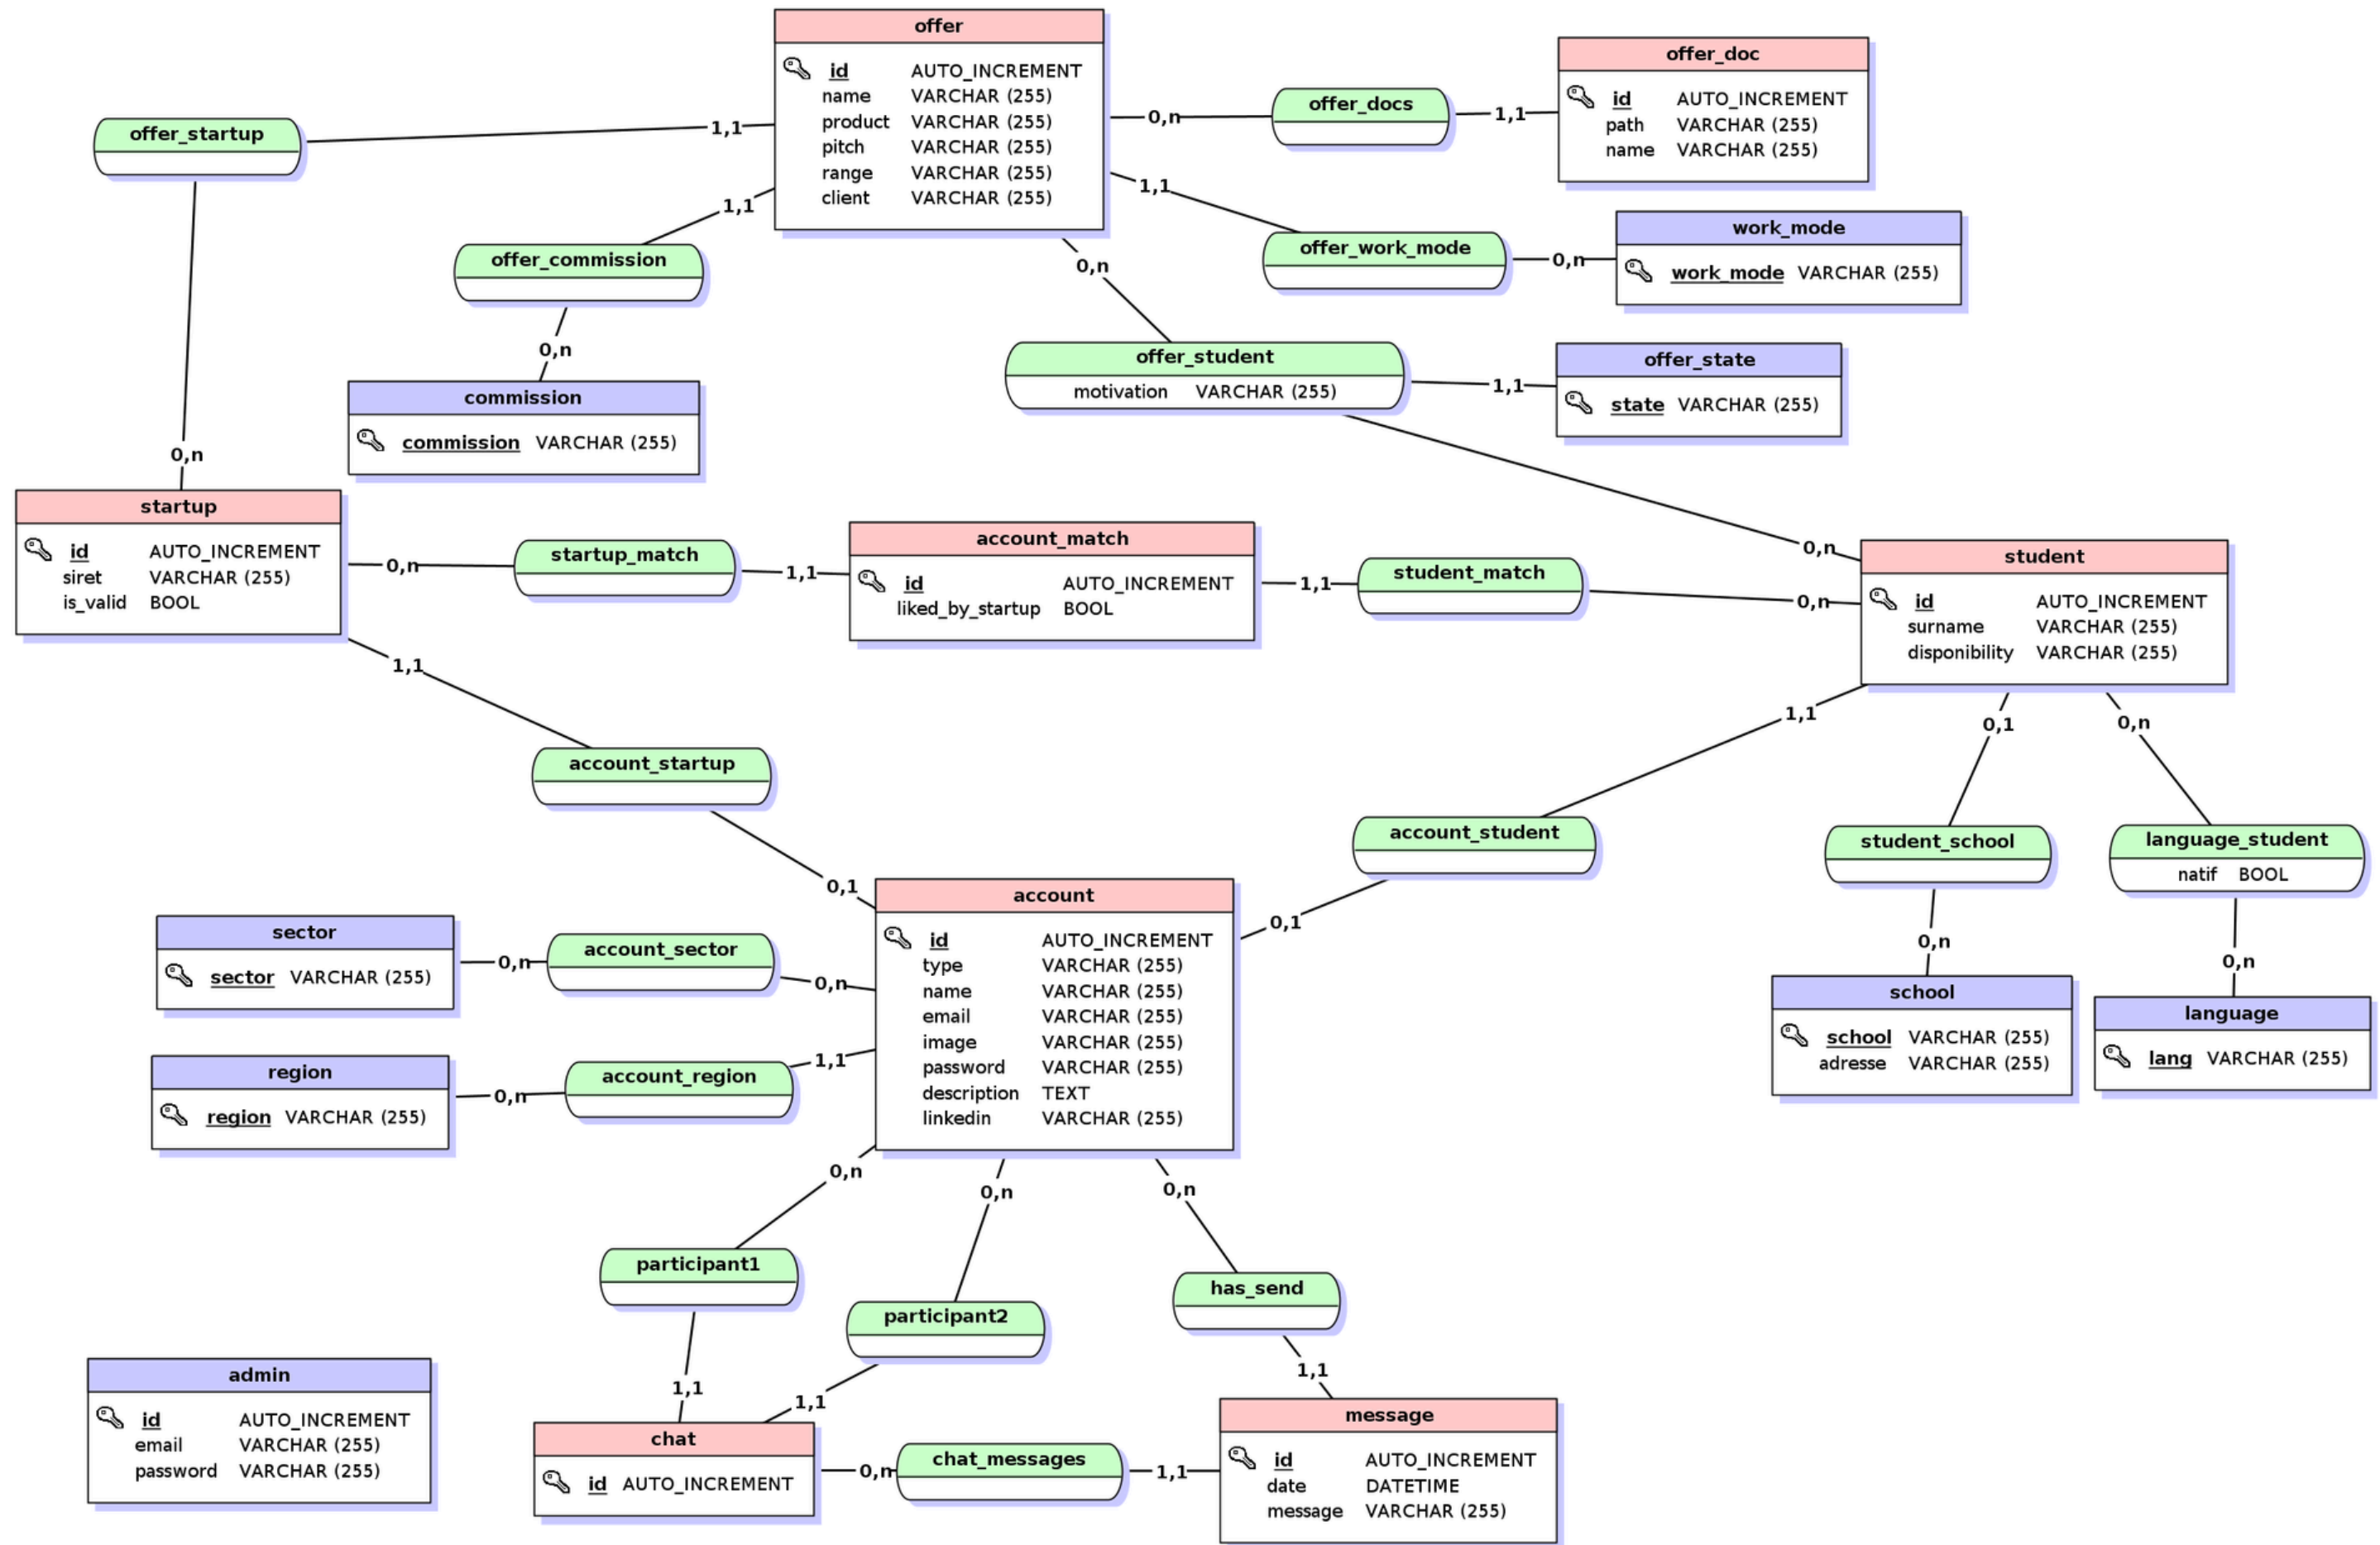 offer
id AUTO_INCREMENT
name VARCHAR (255)
product VARCHAR (255)
pitch VARCHAR (255)
range VARCHAR (255)
client VARCHAR (255)
offer_doc
id AUTO_INCREMENT
path VARCHAR (255)
name VARCHAR (255)
offer_docs
0,n
1,1
offer_startup
1,1
0,n
offer_commission
1,1
0,n
offer_work_mode
1,1
0,n
work_mode
work_mode VARCHAR (255)
commission
commission VARCHAR (255)
0,n
offer_student
motivation VARCHAR (255)
1,1
0,n
offer_state
state VARCHAR (255)
startup
id AUTO_INCREMENT
siret VARCHAR (255)
is_valid BOOL
0,n
startup_match
1,1
account_match
id AUTO_INCREMENT
liked_by_startup BOOL
1,1
student_match
0,n
student
id AUTO_INCREMENT
surname VARCHAR (255)
disponibility VARCHAR (255)
1,1
account_startup
0,1
1,1
account_student
0,1
0,1
student_school
0,n
0,n
language_student
natif BOOL
0,n
school
school VARCHAR (255)
adresse VARCHAR (255)
language
lang VARCHAR (255)
account
id AUTO_INCREMENT
type VARCHAR (255)
name VARCHAR (255)
email VARCHAR (255)
image VARCHAR (255)
password VARCHAR (255)
description TEXT
linkedin VARCHAR (255)
sector
sector VARCHAR (255)
0,n
account_sector
0,n
region
region VARCHAR (255)
0,n
account_region
1,1
0,n
participant1
1,1
0,n
participant2
1,1
0,n
has_send
1,1
admin
id AUTO_INCREMENT
email VARCHAR (255)
password VARCHAR (255)
chat
id AUTO_INCREMENT
0,n
chat_messages
1,1
message
id AUTO_INCREMENT
date DATETIME
message VARCHAR (255)